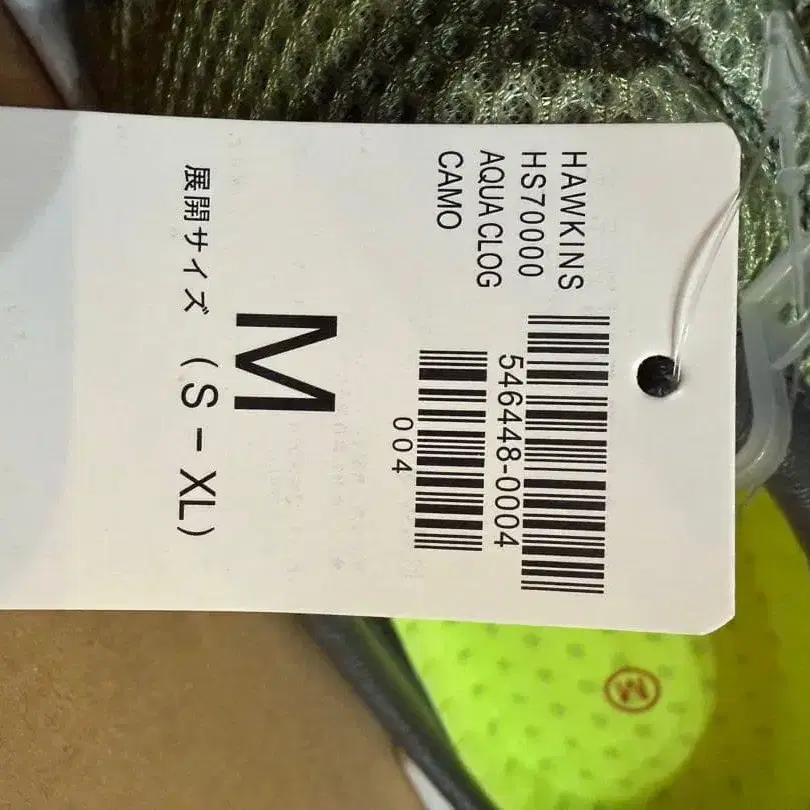 HAWKINS
HS70000
AQUA CLOG
CAMO
546448-0004
004
M
展開サイズ (S – XL)
M